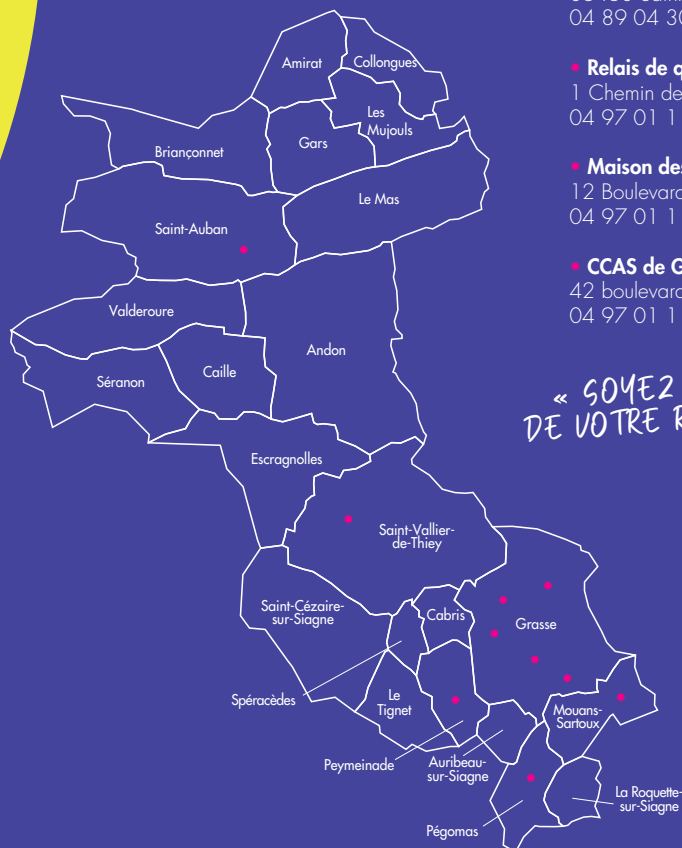 04 89 04 30
• Relais de q
1 Chemin de
04 97 01 1
• Maison des
12 Boulevard
04 97 01 1
• CCAS de G
42 boulevard
04 97 01 1
« SOYEZ
DE VOTRE R
Amirat
Collongues
Les
Mujouls
Gars
Briançonnet
Le Mas
Saint-Auban
Valderoure
Andon
Caille
Séranon
Escragnolles
Saint-Vallier-
de-Thiey
Saint-Cézaire-
sur-Siagne
Cabris
Grasse
Spéracèdes
Le
Tignet
Mouans-
Sartoux
Peymeinade
Auribeau-
sur-Siagne
La Roquette-
sur-Siagne
Pégomas